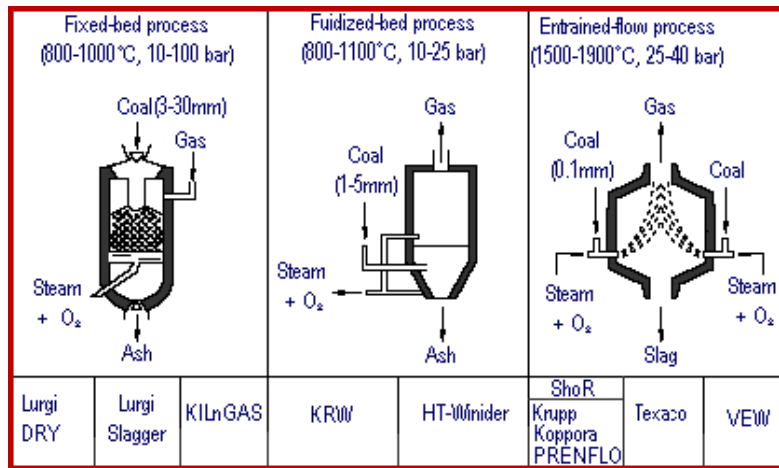 Fixed-bed process
(800-1000°C, 10-100 bar)
Coal(3-30mm)
Gas
Steam
+ O₂
Ash
Fuidized-bed process
(800-1100°C, 10-25 bar)
Gas
Coal
(1-5mm)
Steam
+ O₂
Ash
Entrained-flow process
(1500-1900°C, 25-40 bar)
Gas
Coal
(0.1mm)
Coal
Steam
+ O₂
Steam
+ O₂
Slag
Lurgi
DRY
Lurgi
Slagger
KILnGAS
KRW
HT-Winider
ShoR
Krupp
Koppora
PRENFLO
Texaco
VEW